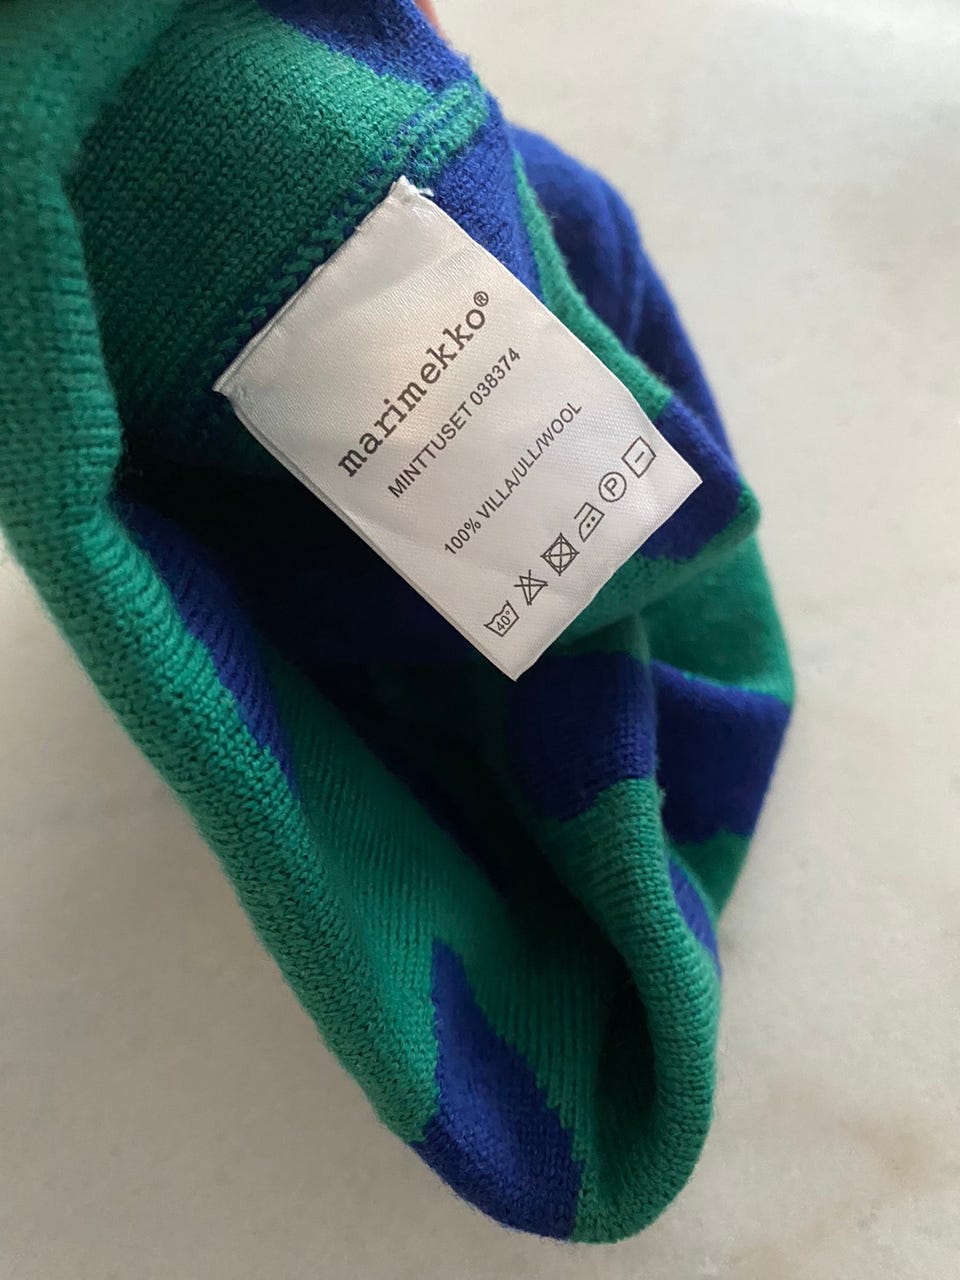 marimekko®
MINTTUSET 038374
100% VILLA/ULL/WOOL
40° P